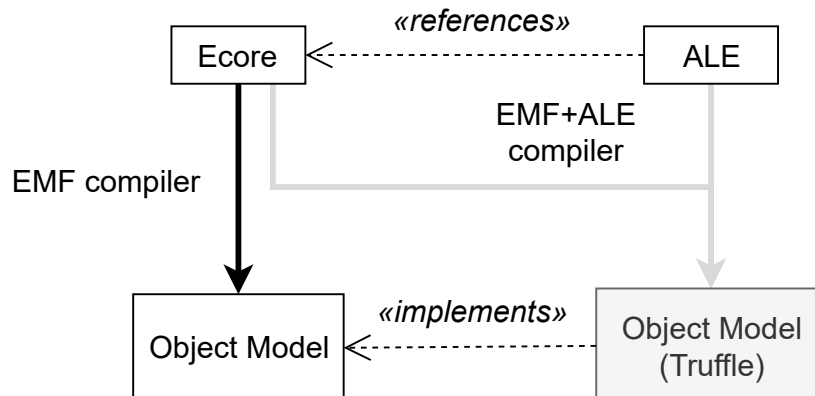 «references»
Ecore
ALE
EMF+ALE
compiler
EMF compiler
«implements»
Object Model
Object Model
(Truffle)